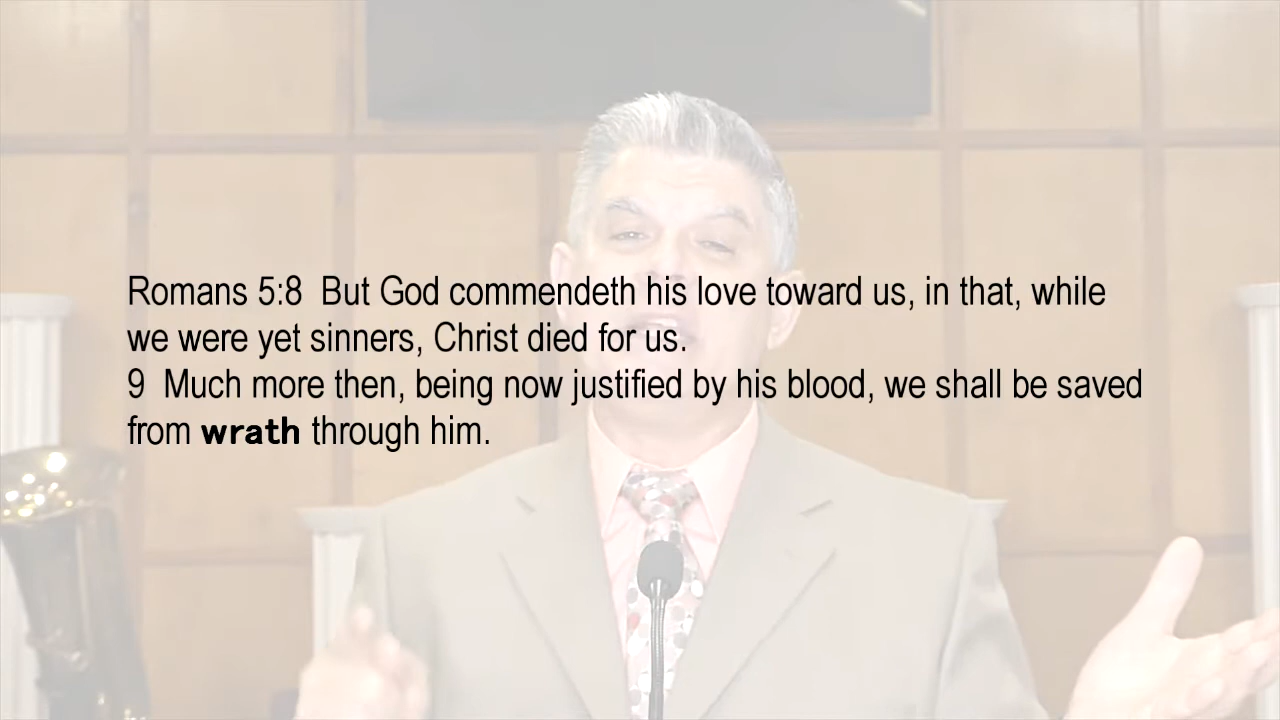 Romans 5:8  But God commendeth his love toward us, in that, while
we were yet sinners, Christ died for us.
9  Much more then, being now justified by his blood, we shall be saved
from wrath through him.